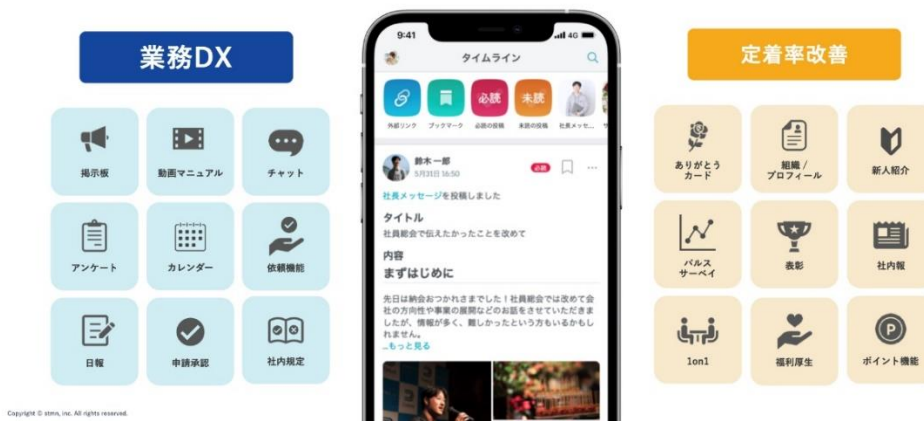 業務DX
掲示板
動画マニュアル
チャット
アンケート
カレンダー
依頼機能
日報
申請承認
社内規定
9:41
4G
タイムライン
必読
未読
外部リンク
ブックマーク
必読の投稿
未読の投稿
社長メッセ...
鈴木一郎
5月31日 16:50
必読
社長メッセージを投稿しました
タイトル
社員総会で伝えたかったことを改めて
内容
まずはじめに
先日は納会おつかれさまでした！社員総会では改めて会
社の方向性や事業の展開などのお話をさせていただきま
したが、情報が多く、難しかったという方もいるかもし
れません。
...もっと見る
定着率改善
ありがとう
カード
組織 /
プロフィール
新人紹介
パルス
サーベイ
表彰
社内報
1on1
福利厚生
P
ポイント機能
Copyright © stmn, inc. All rights reserved.